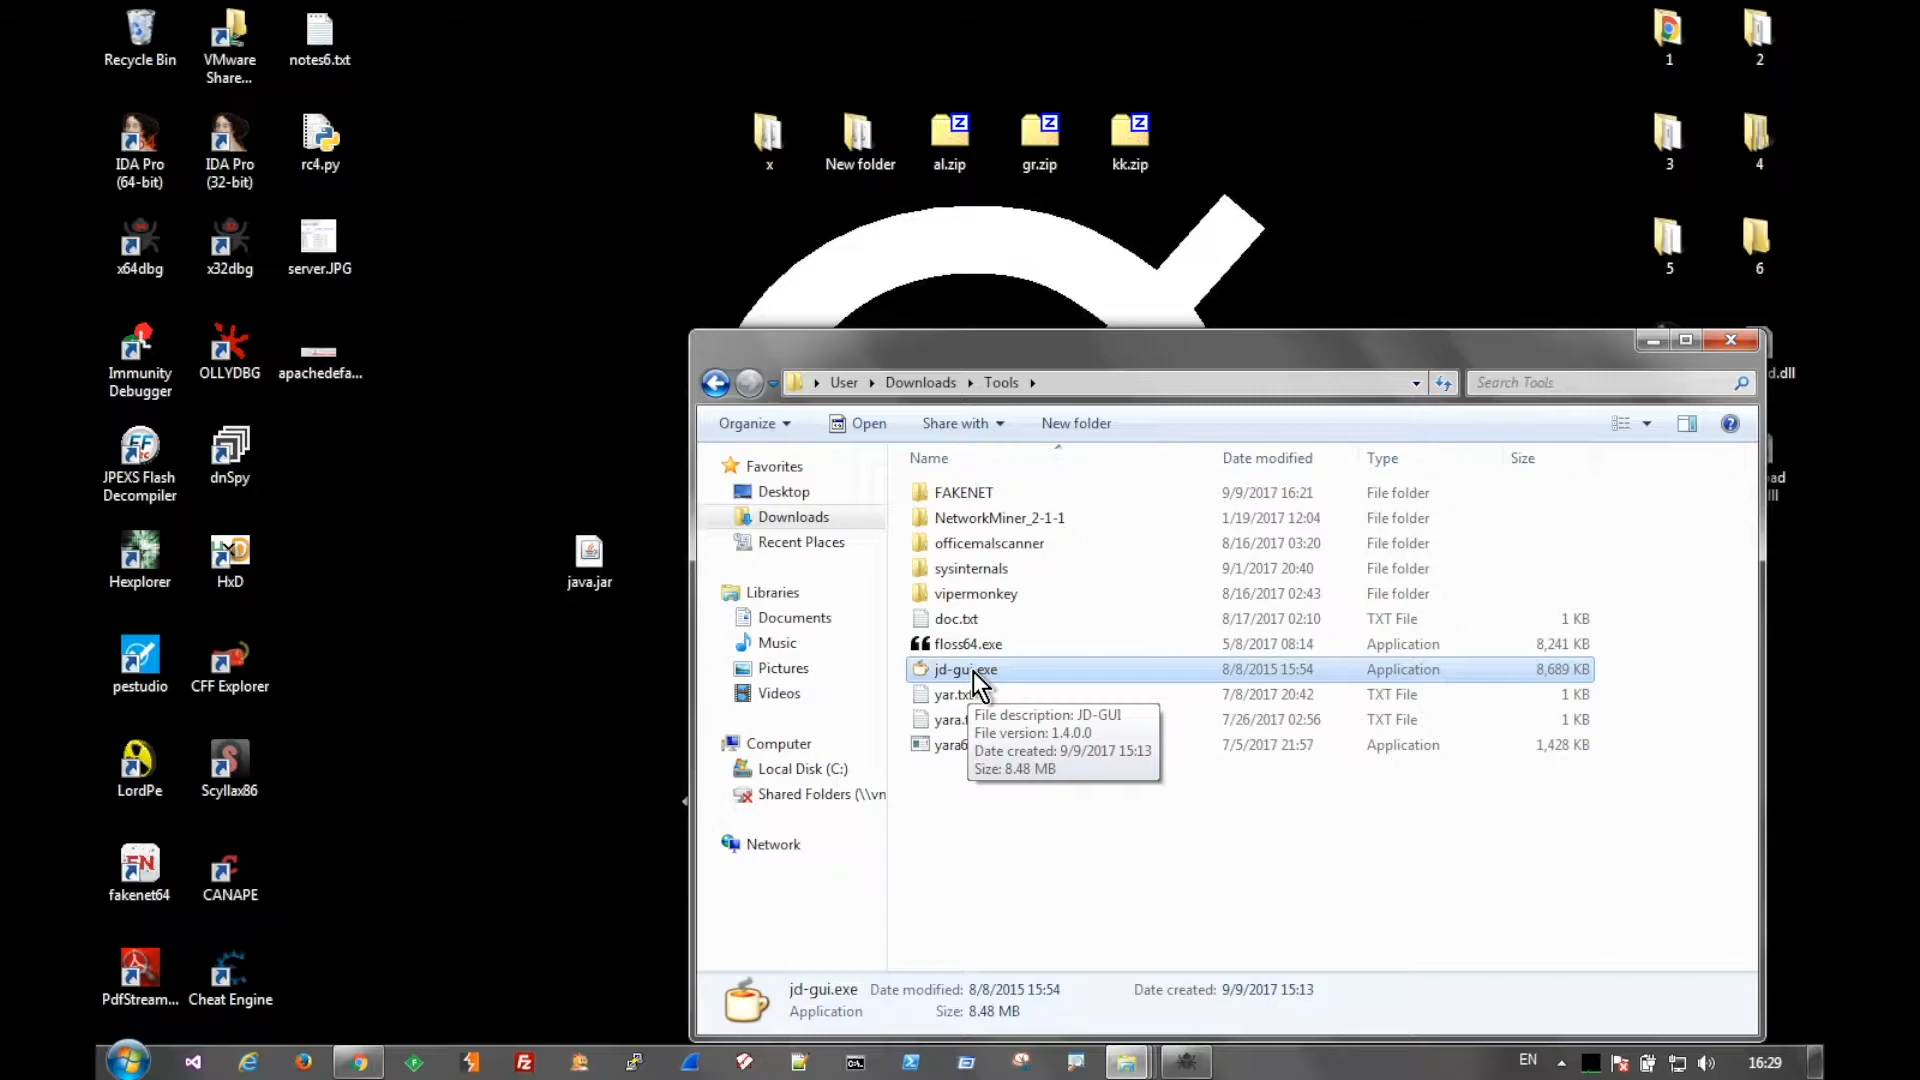 Recycle Bin
VMware
Share...
notes6.txt
1
2
IDA Pro
(64-bit)
IDA Pro
(32-bit)
rc4.py
x
New folder
al.zip
gr.zip
kk.zip
3
4
x64dbg
x32dbg
server.JPG
5
6
Immunity
Debugger
OLLYDBG
apachedefa...
d.dll
User
Downloads
Tools
Search Tools
Organize
Open
Share with
New folder
JPEXS Flash
Decompiler
dnSpy
ad
Name
Date modified
Type
Size
Favorites
Desktop
Downloads
Recent Places
FAKENET 9/9/2017 16:21 File folder
NetworkMiner_2-1-1 1/19/2017 12:04 File folder
officemalscanner 8/16/2017 03:20 File folder
sysinternals 9/1/2017 20:40 File folder
vipermonkey 8/16/2017 02:43 File folder
doc.txt 8/17/2017 02:10 TXT File 1 KB
floss64.exe 5/8/2017 08:14 Application 8,241 KB
jd-gui.exe 8/8/2015 15:54 Application 8,689 KB
yar.txt 7/8/2017 20:42 TXT File 1 KB
yara. 7/26/2017 02:56 TXT File 1 KB
yara6 7/5/2017 21:57 Application 1,428 KB
File description: JD-GUI
File version: 1.4.0.0
Date created: 9/9/2017 15:13
Size: 8.48 MB
Libraries
Documents
Music
Pictures
Videos
Computer
Local Disk (C:)
Shared Folders (\\vn
Network
Hexplorer
HxD
java.jar
pestudio
CFF Explorer
LordPe
Scyllax86
fakenet64
CANAPE
PdfStream...
Cheat Engine
jd-gui.exe Date modified: 8/8/2015 15:54 Date created: 9/9/2017 15:13
Application Size: 8.48 MB
EN
16:29